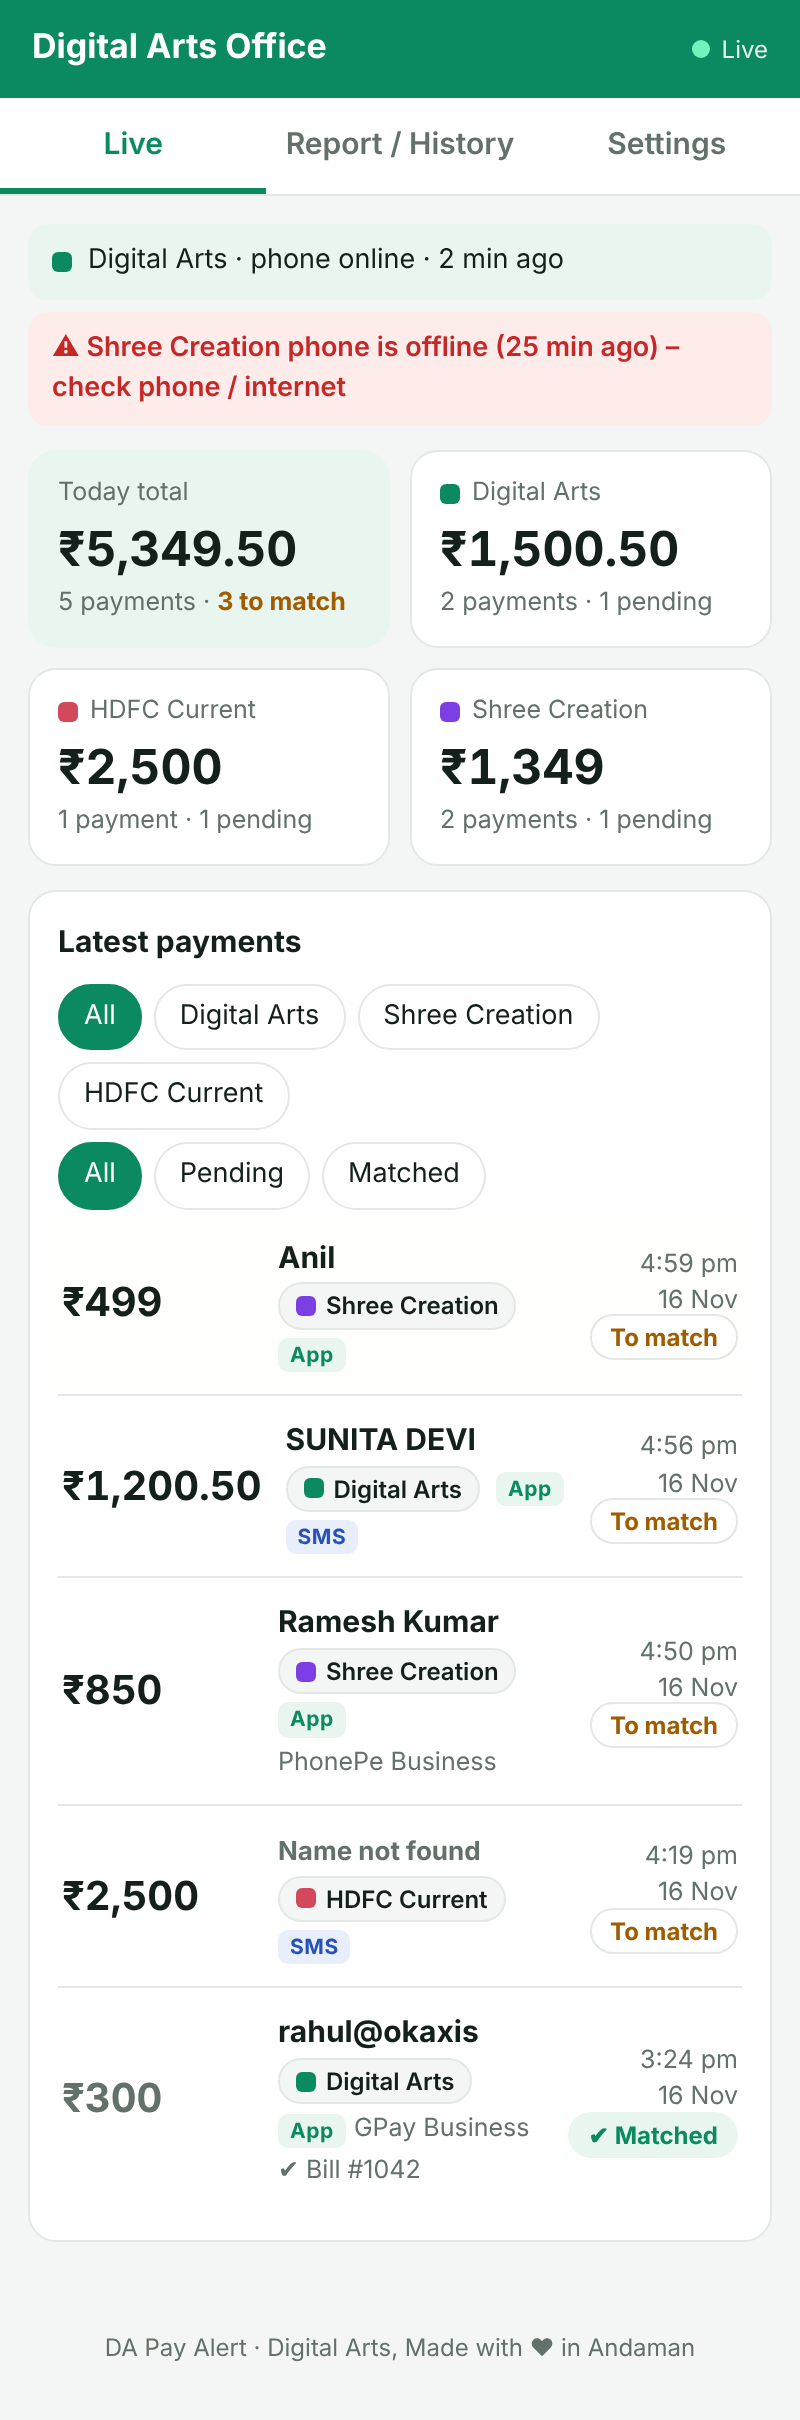 Digital Arts Office
Live
Live
Report / History
Settings
Digital Arts · phone online · 2 min ago
⚠ Shree Creation phone is offline (25 min ago) –
check phone / internet
Today total
₹5,349.50
5 payments · 3 to match
Digital Arts
₹1,500.50
2 payments · 1 pending
HDFC Current
₹2,500
1 payment · 1 pending
Shree Creation
₹1,349
2 payments · 1 pending
Latest payments
All
Digital Arts
Shree Creation
HDFC Current
All
Pending
Matched
₹499
Anil
Shree Creation
App
4:59 pm
16 Nov
To match
₹1,200.50
SUNITA DEVI
Digital Arts
App
SMS
4:56 pm
16 Nov
To match
₹850
Ramesh Kumar
Shree Creation
App
PhonePe Business
4:50 pm
16 Nov
To match
₹2,500
Name not found
HDFC Current
SMS
4:19 pm
16 Nov
To match
₹300
rahul@okaxis
Digital Arts
App GPay Business
✔ Bill #1042
3:24 pm
16 Nov
✔ Matched
DA Pay Alert · Digital Arts, Made with ❤ in Andaman